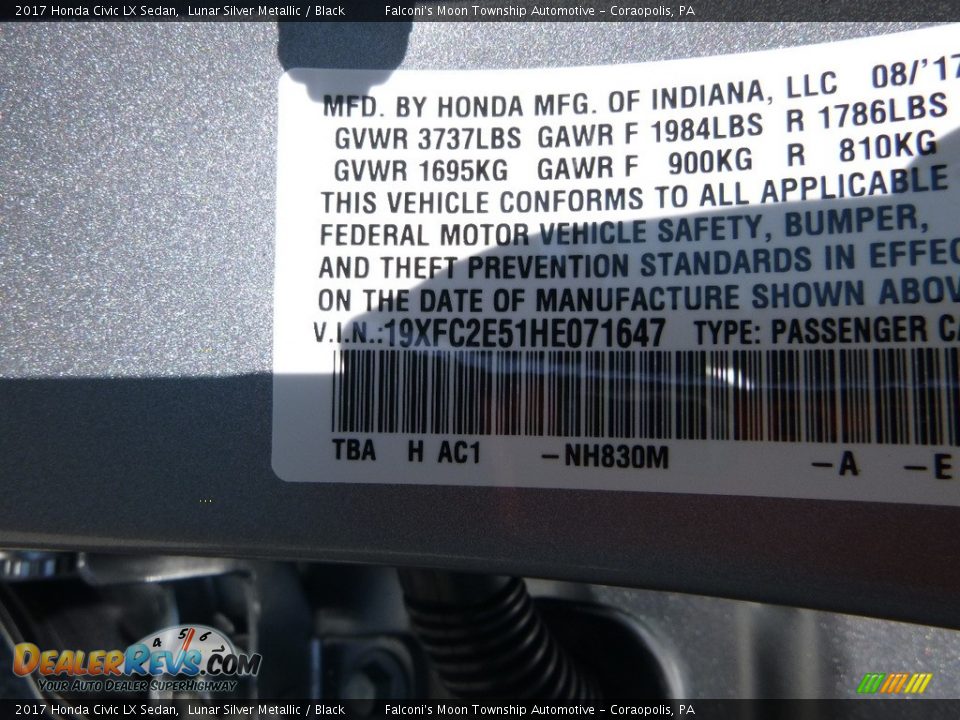 2017 Honda Civic LX Sedan, Lunar Silver Metallic / Black Falconi's Moon Township Automotive - Coraopolis, PA
MFD. BY HONDA MFG. OF INDIANA, LLC 08/'17
GVWR 3737LBS GAWR F 1984LBS R 1786LBS
GVWR 1695KG GAWR F 900KG R 810KG
THIS VEHICLE CONFORMS TO ALL APPLICABLE
FEDERAL MOTOR VEHICLE SAFETY, BUMPER,
AND THEFT PREVENTION STANDARDS IN EFFEC
ON THE DATE OF MANUFACTURE SHOWN ABOV
V.I.N.:19XFC2E51HE071647 TYPE: PASSENGER CA
TBA H AC1 -NH830M -A -E
4 5 6
DEALERREVS.COM
YOUR AUTO DEALER SUPERHIGHWAY
2017 Honda Civic LX Sedan, Lunar Silver Metallic / Black Falconi's Moon Township Automotive - Coraopolis, PA